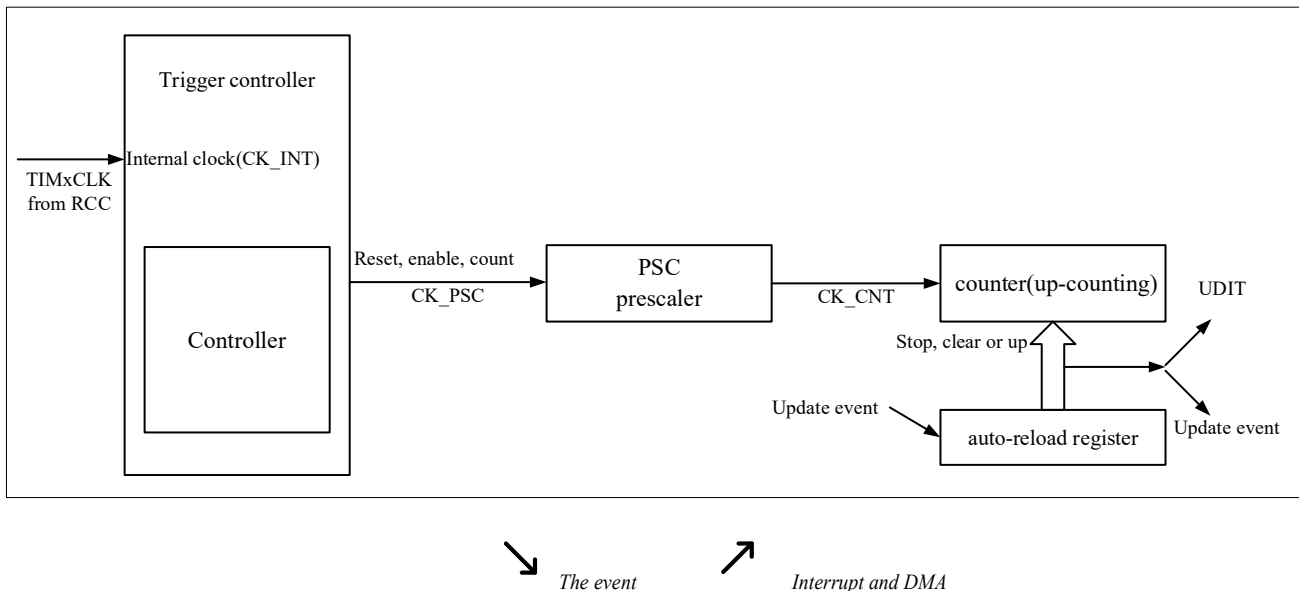 Trigger controller
Internal clock(CK_INT)
TIMxCLK
from RCC
Controller
Reset, enable, count
CK_PSC
PSC
prescaler
CK_CNT
counter(up-counting)
UDIT
Stop, clear or up
Update event
auto-reload register
Update event
The event
Interrupt and DMA